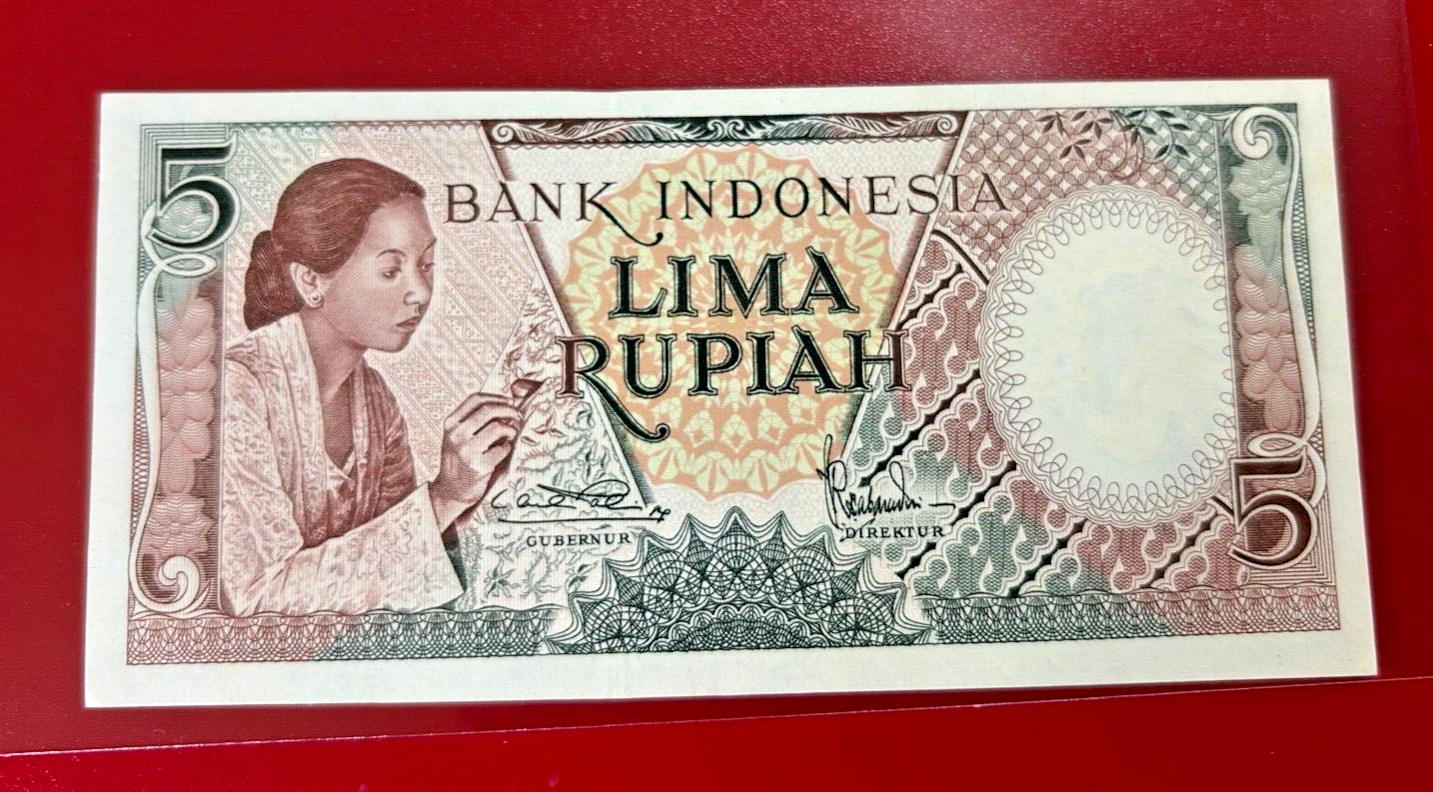 5
BANK INDONESIA
LIMA
RUPIAH
GUBERNUR
DIREKTUR
5